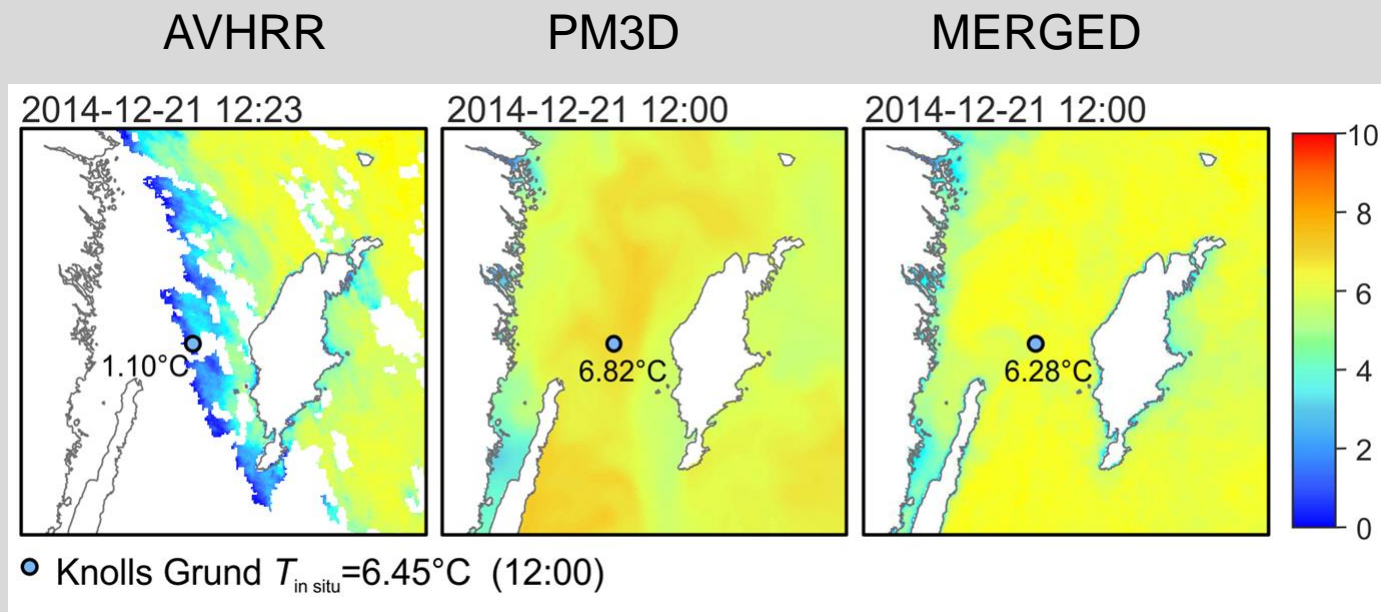 AVHRR PM3D MERGED
2014-12-21 12:23 2014-12-21 12:00 2014-12-21 12:00
10
8
6
4
2
0
1.10°C 6.82°C 6.28°C
Knolls Grund T in situ=6.45°C (12:00)